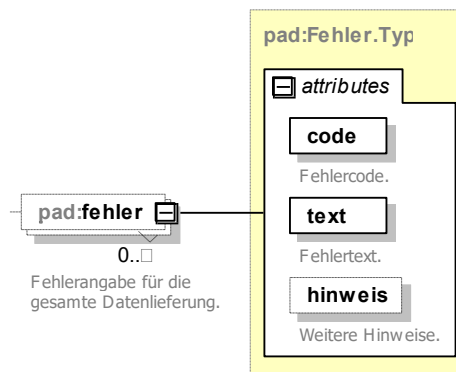 pad:Fehler.Typ
attributes
code
Fehlercode.
pad:fehler
text
0..□
Fehlertext.
Fehlerangabe für die
gesamte Datenlieferung.
hinweis
Weitere Hinweise.